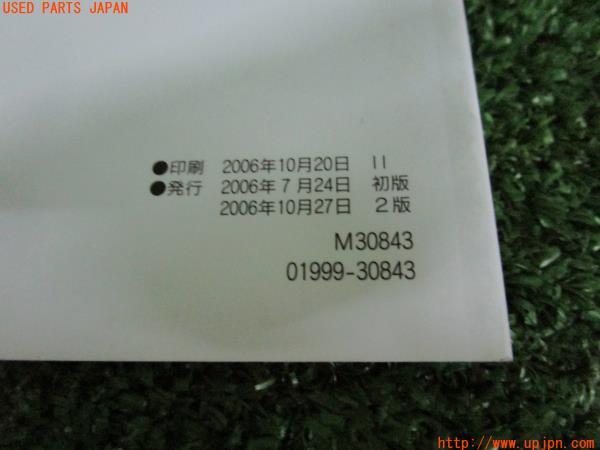 USED PARTS JAPAN
●印刷 2006年10月20日 II
●発行 2006年7月24日 初版
2006年10月27日 2版
M30843
01999-30843
http://www.upjpn.com/